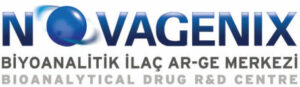 NOVAGENIX
BİYOANALİTİK İLAÇ AR-GE MERKEZİ
BIOANALYTICAL DRUG R&D CENTRE